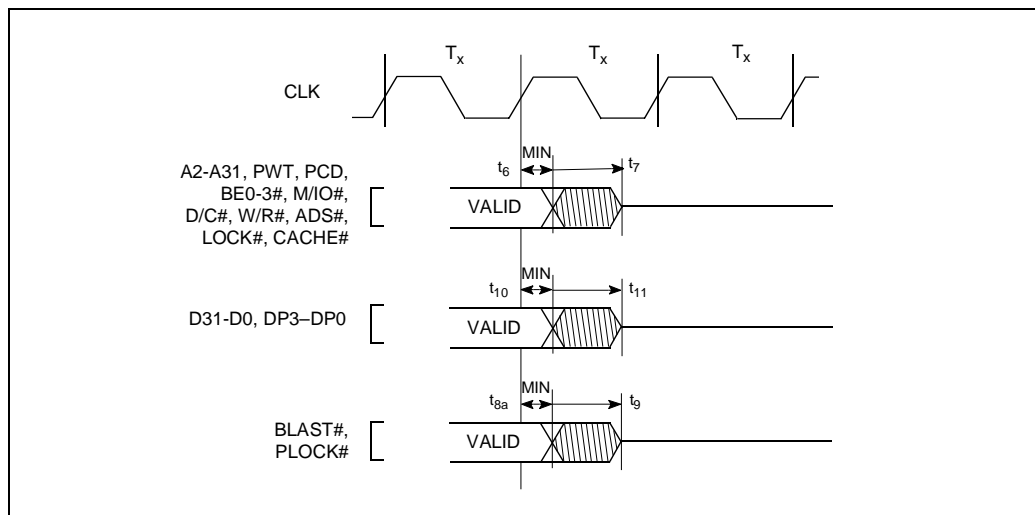 Tx Tx Tx
CLK
MIN
t6 t7
A2-A31, PWT, PCD,
BE0-3#, M/IO#,
D/C#, W/R#, ADS#,
LOCK#, CACHE#
VALID
MIN
t10 t11
D31-D0, DP3–DP0
VALID
MIN
t8a t9
BLAST#,
PLOCK#
VALID